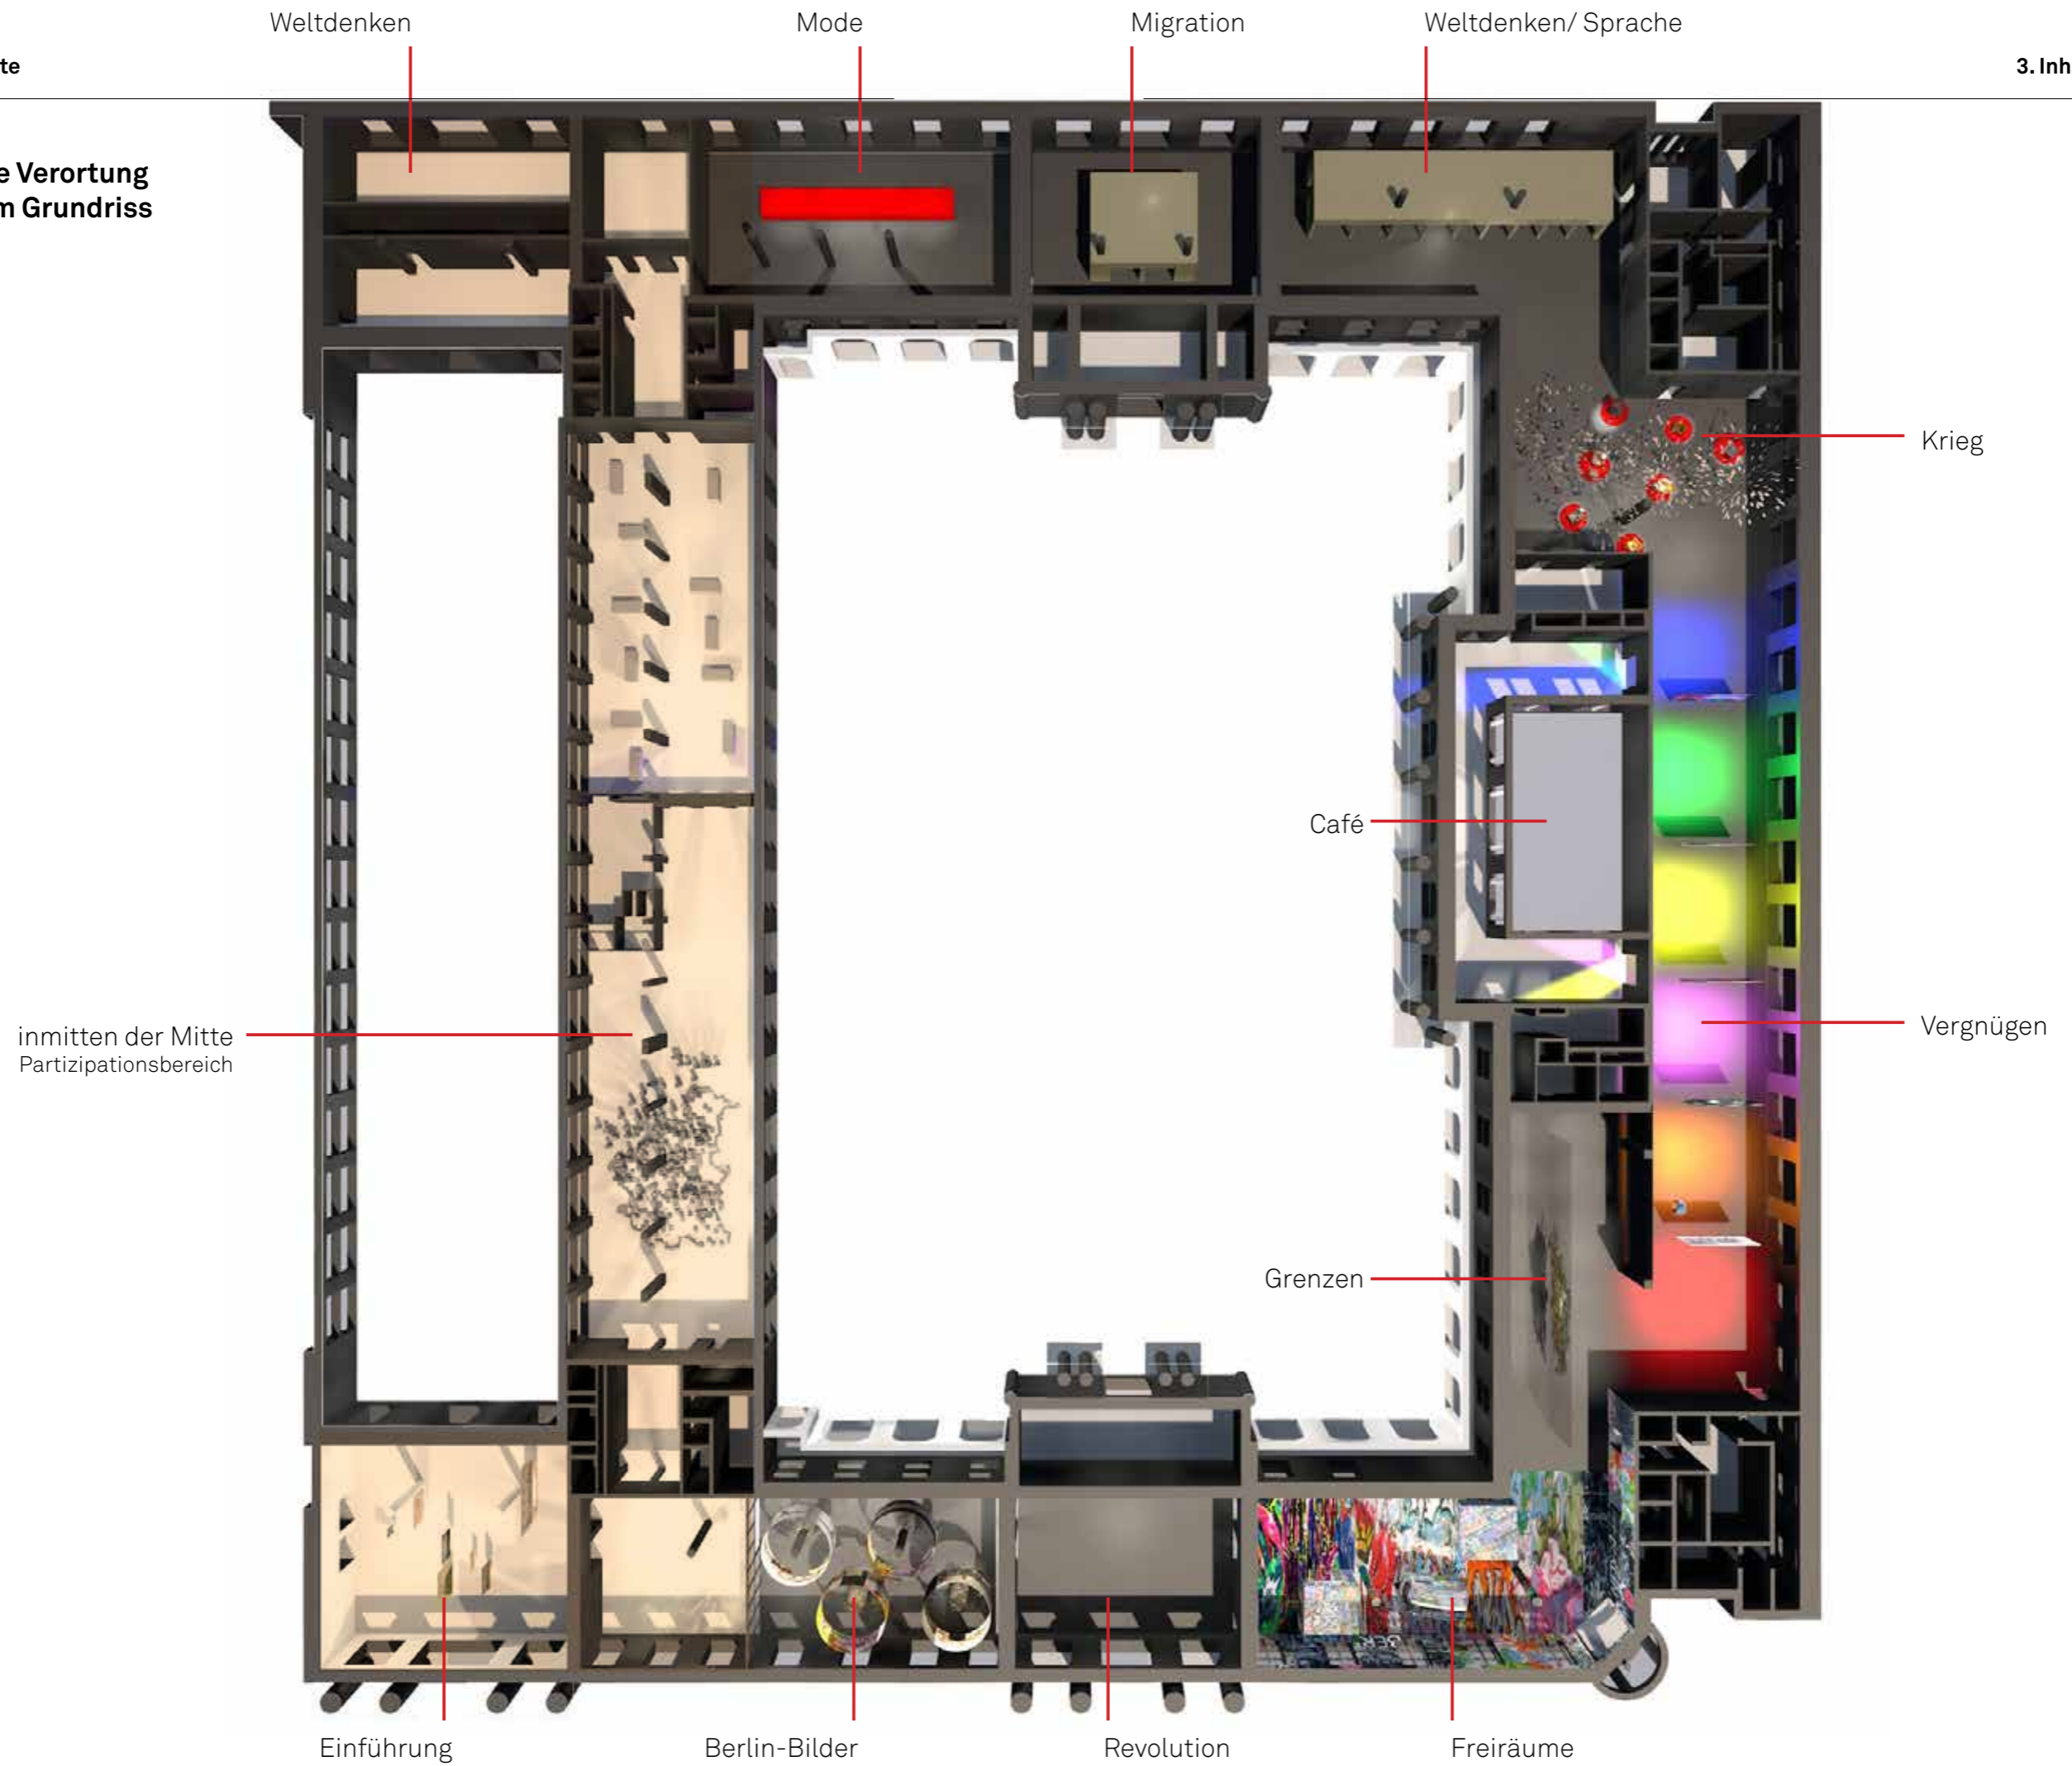 Weltdenken
Mode
Migration
Weltdenken/ Sprache
te
3. Inh
e Verortung
m Grundriss
Krieg
Café
inmitten der Mitte
Partizipationsbereich
Vergnügen
Grenzen
Einführung
Berlin-Bilder
Revolution
Freiräume